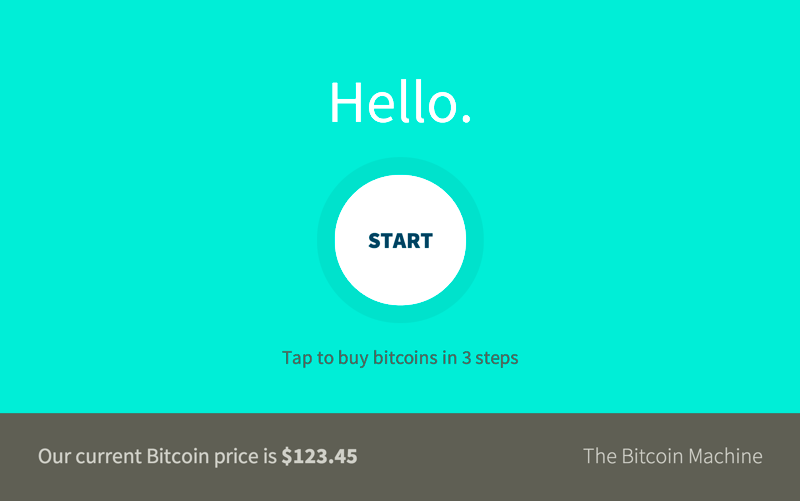 Hello.
START
Tap to buy bitcoins in 3 steps
Our current Bitcoin price is $123.45
The Bitcoin Machine